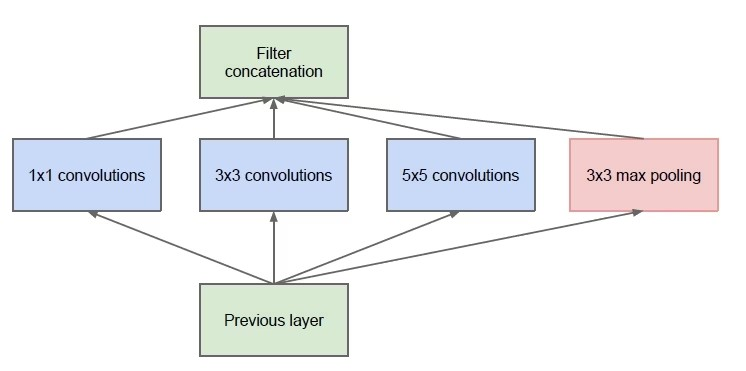 Filter
concatenation
1x1 convolutions
3x3 convolutions
5x5 convolutions
3x3 max pooling
Previous layer